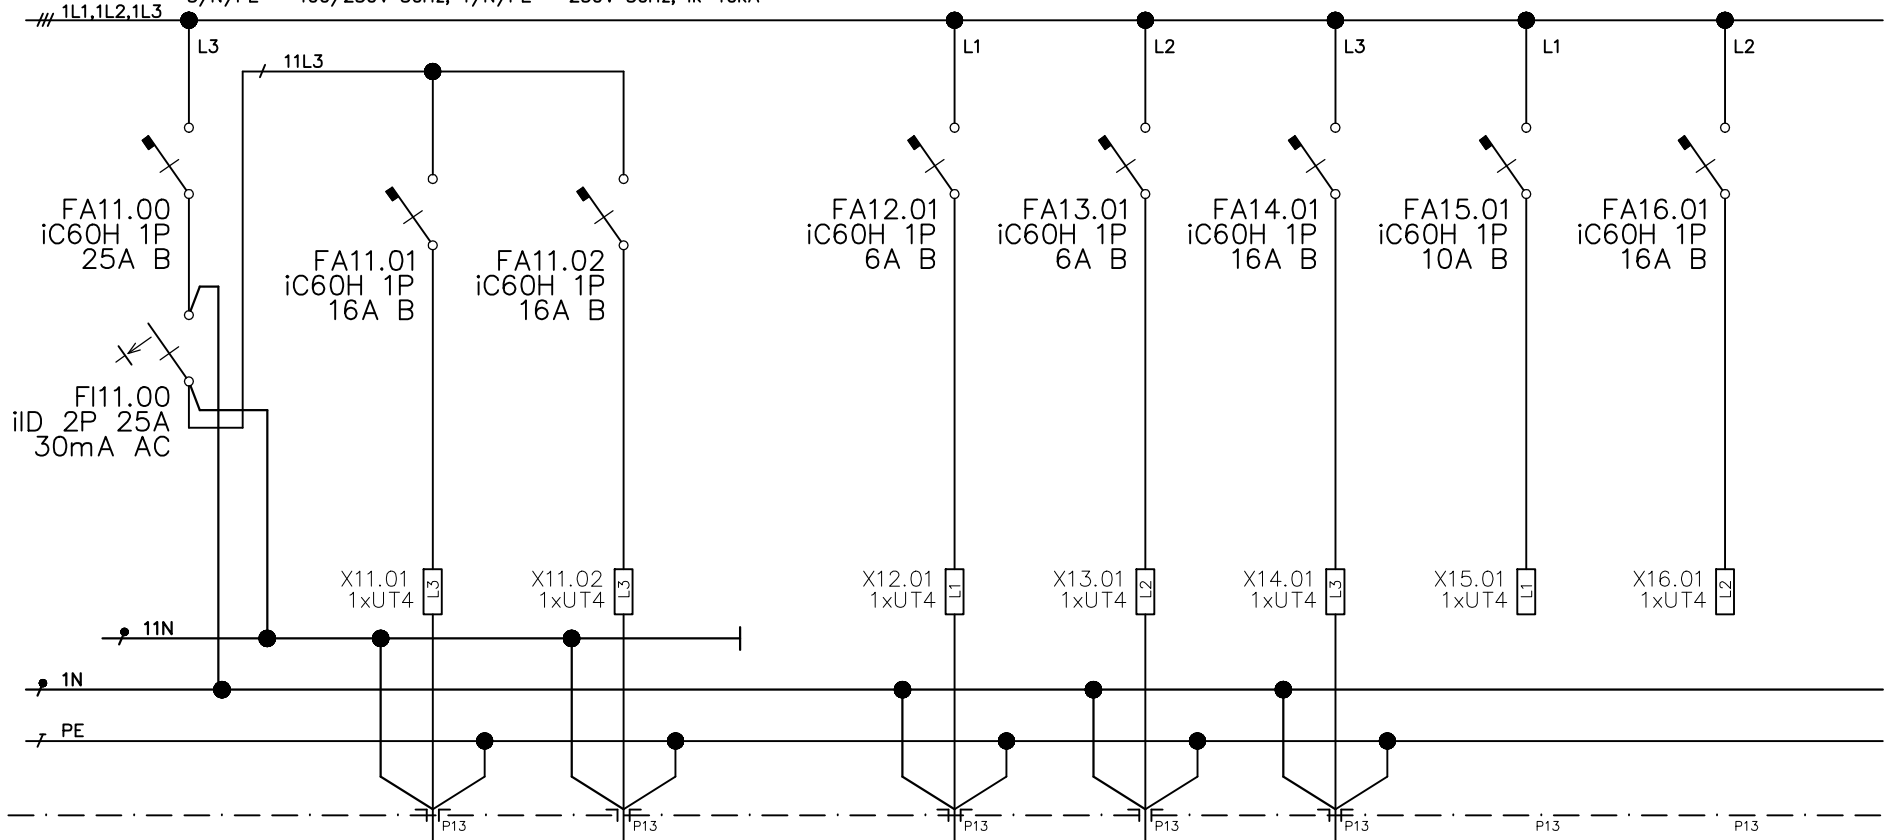 1L1,1L2,1L3
L3
L1
L2
L3
L1
L2
11L3
FA11.00
iC60H 1P
25A B
FA11.01
iC60H 1P
16A B
FA11.02
iC60H 1P
16A B
FA12.01
iC60H 1P
6A B
FA13.01
iC60H 1P
6A B
FA14.01
iC60H 1P
16A B
FA15.01
iC60H 1P
10A B
FA16.01
iC60H 1P
16A B
FI11.00
iID 2P 25A
30mA AC
X11.01
1xUT4
L3
X11.02
1xUT4
L3
X12.01
1xUT4
L1
X13.01
1xUT4
L2
X14.01
1xUT4
L3
X15.01
1xUT4
L1
X16.01
1xUT4
L2
11N
1N
PE
P13
P13
P13
P13
P13
P13
P13